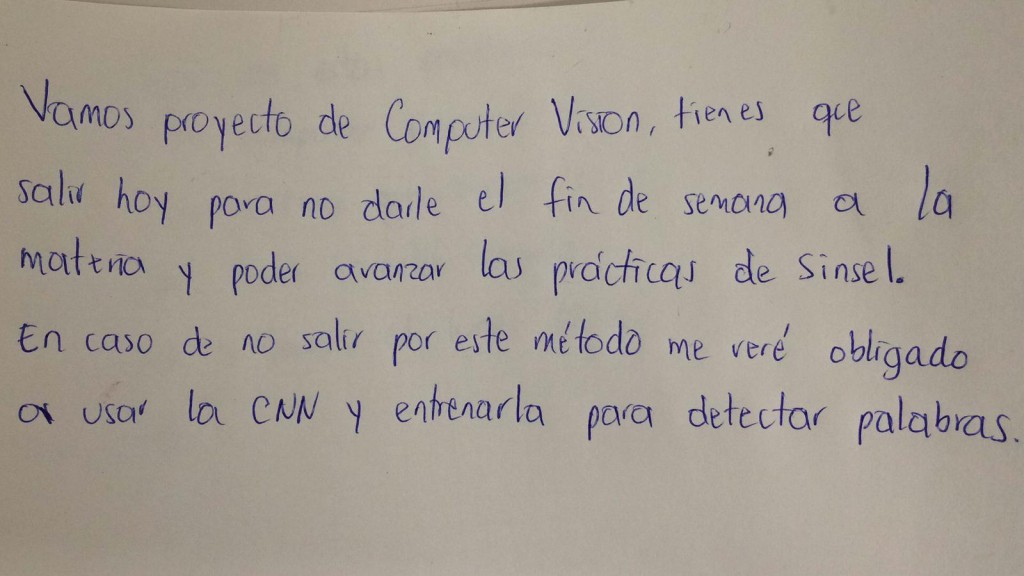 Vamos proyecto de Computer Vision, tienes que
salir hoy para no darle el fin de semana a la
materia y poder avanzar las prácticas de Sinsel.
En caso de no salir por este método me veré obligado
a usar la CNN y entrenarla para detectar palabras.